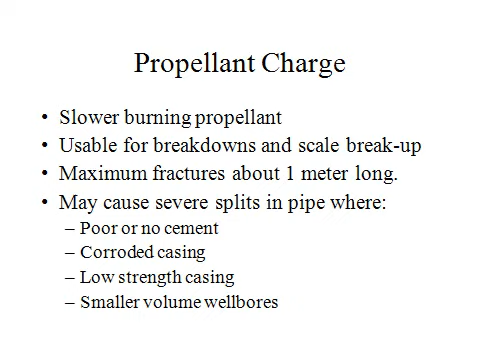 Propellant Charge
• Slower burning propellant
• Usable for breakdowns and scale break-up
• Maximum fractures about 1 meter long.
• May cause severe splits in pipe where:
– Poor or no cement
– Corroded casing
– Low strength casing
– Smaller volume wellbores